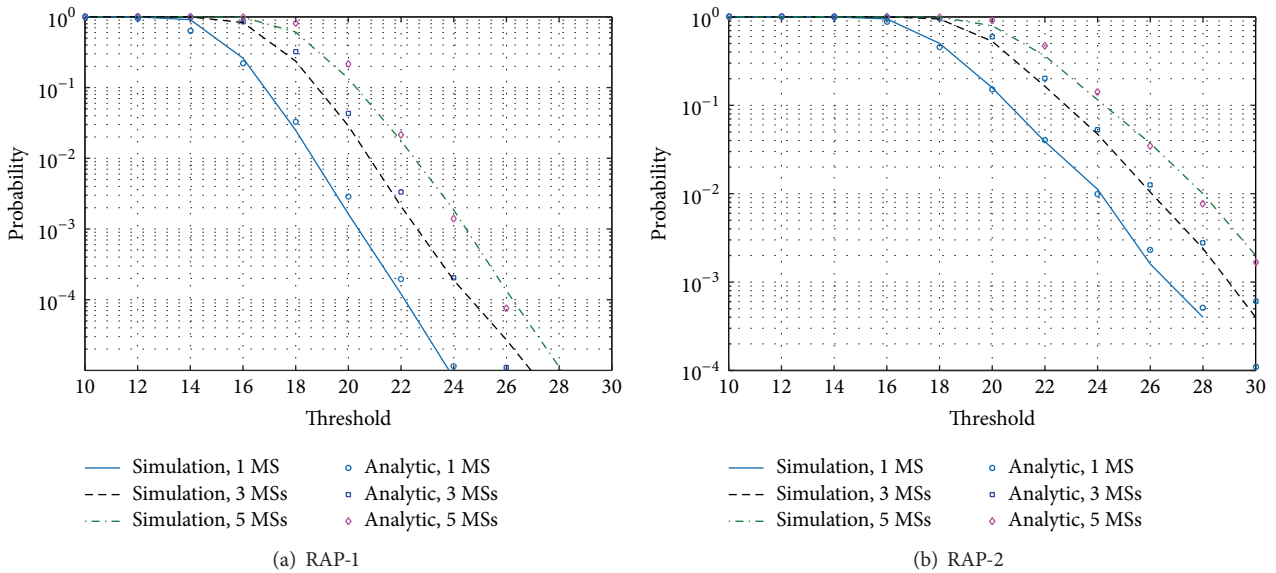 10^0
10^-1
10^-2
10^-3
10^-4
Probability
10 12 14 16 18 20 22 24 26 28 30
Threshold
Simulation, 1 MS
Simulation, 3 MSs
Simulation, 5 MSs
Analytic, 1 MS
Analytic, 3 MSs
Analytic, 5 MSs
(a) RAP-1
10^0
10^-1
10^-2
10^-3
10^-4
Probability
10 12 14 16 18 20 22 24 26 28 30
Threshold
Simulation, 1 MS
Simulation, 3 MSs
Simulation, 5 MSs
Analytic, 1 MS
Analytic, 3 MSs
Analytic, 5 MSs
(b) RAP-2